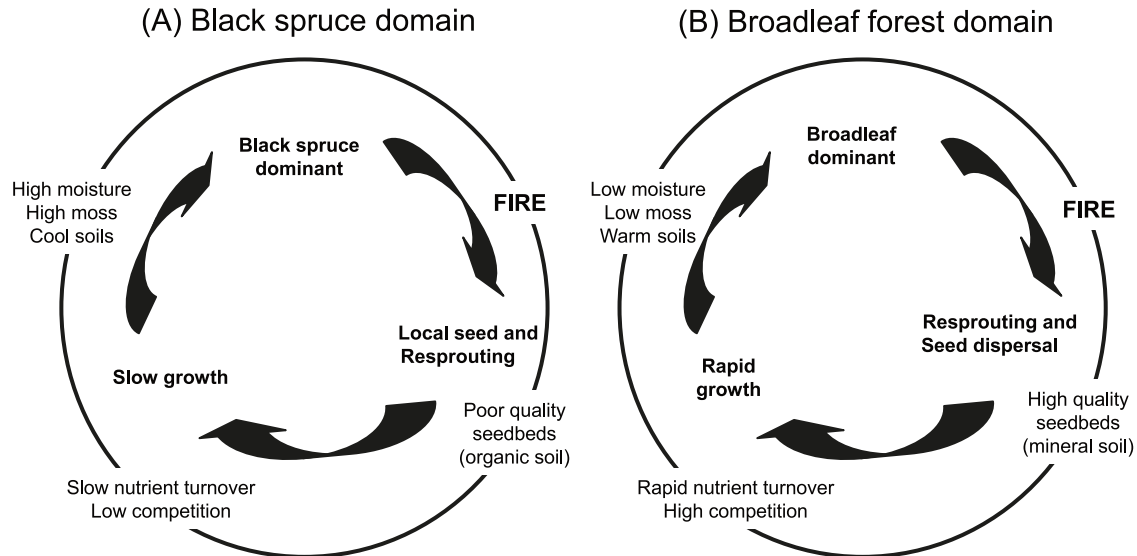 (A) Black spruce domain
Black spruce
dominant
FIRE
High moisture
High moss
Cool soils
Local seed and
Resprouting
Slow growth
Poor quality
seedbeds
(organic soil)
Slow nutrient turnover
Low competition
(B) Broadleaf forest domain
Broadleaf
dominant
FIRE
Low moisture
Low moss
Warm soils
Resprouting and
Seed dispersal
Rapid
growth
High quality
seedbeds
(mineral soil)
Rapid nutrient turnover
High competition